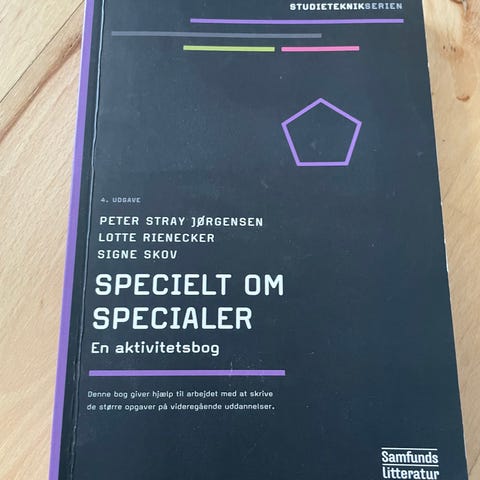 STUDIETEKNIKSERIEN
4. UDGAVE
PETER STRAY JØRGENSEN
LOTTE RIENECKER
SIGNE SKOV
SPECIELT OM
SPECIALER
En aktivitetsbog
Denne bog giver hjælp til arbejdet med at skrive
de større opgaver på videregående uddannelser.
Samfunds
litteratur